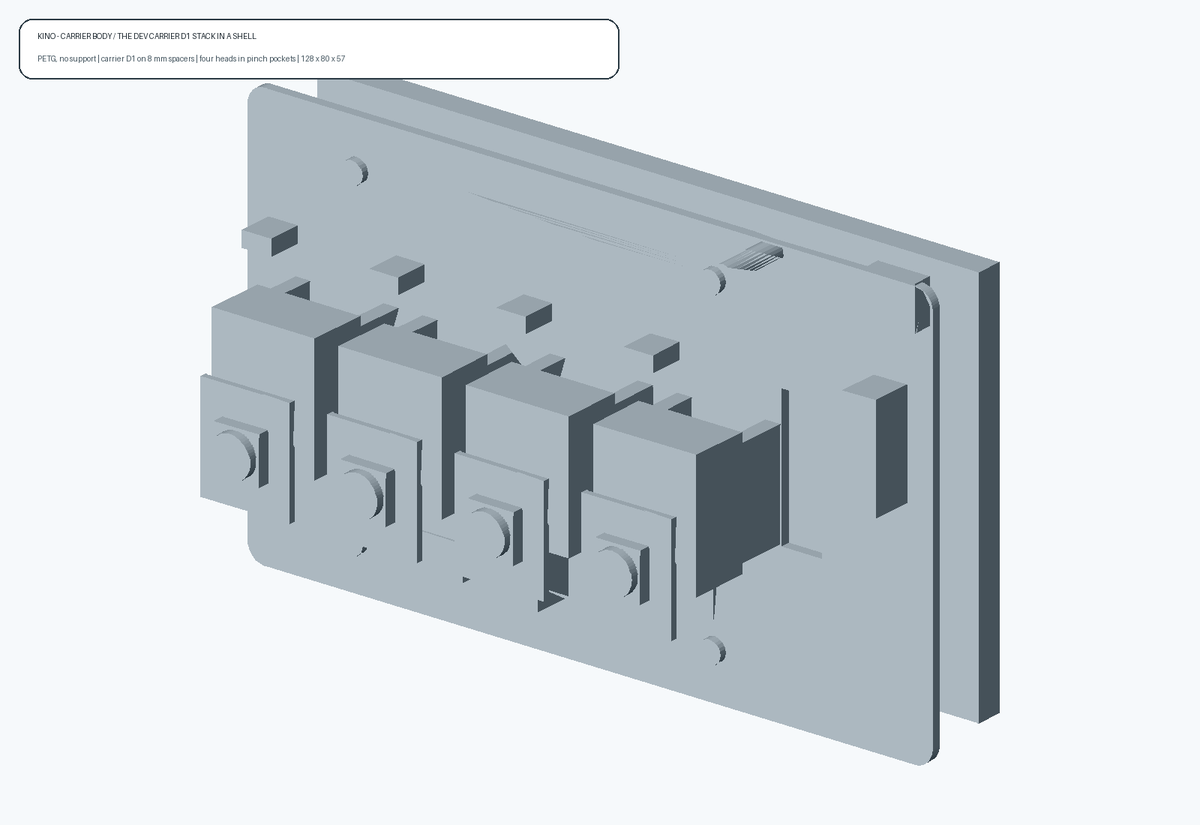 KINO - CARRIER BODY / THE DEV CARRIER D1 STACK IN A SHELL
PETG, no support | carrier D1 on 8 mm spacers | four heads in pinch pockets | 128 x 80 x 57